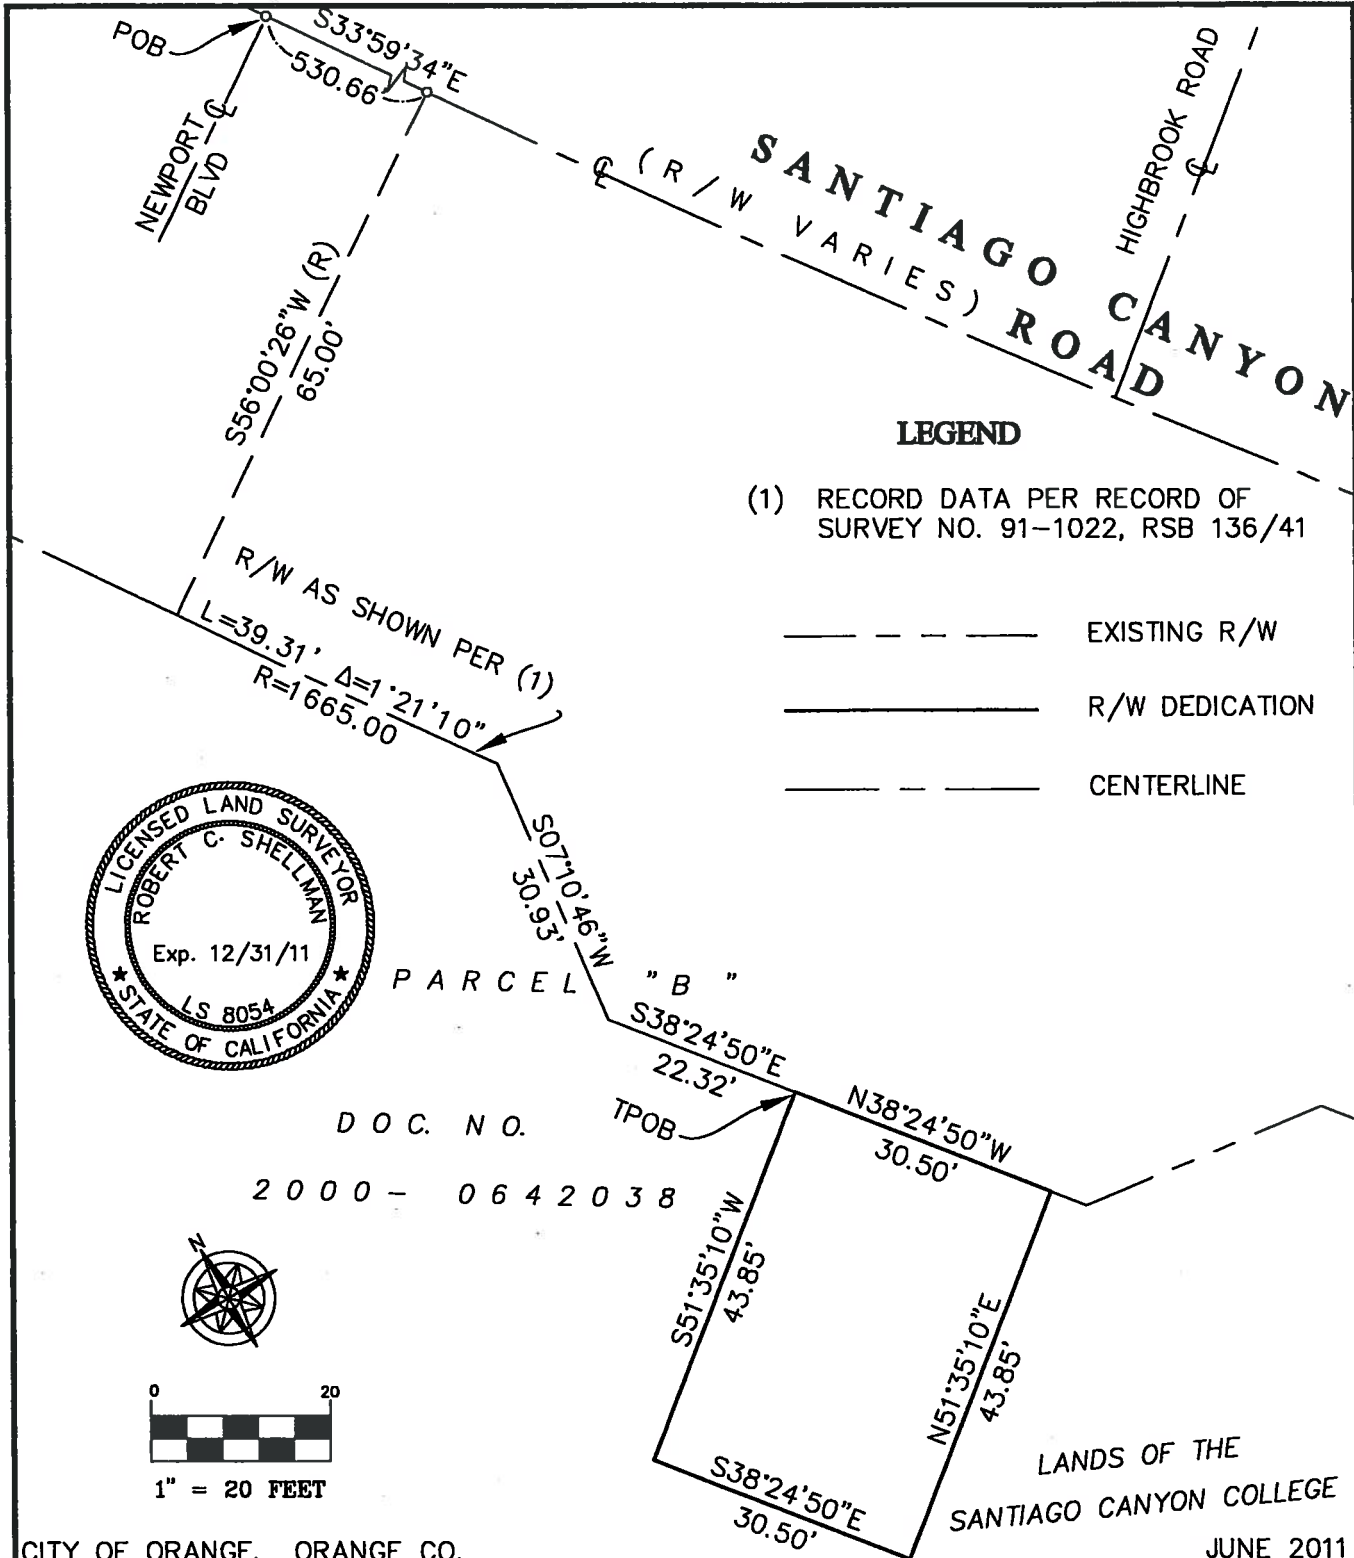 POB
S33°59'34"E
530.66'
NEWPORT ℄
BLVD
HIGHBROOK ROAD
℄
℄ (R/W VARIES)
SANTIAGO CANYON
ROAD
S56°00'26"W (R)
65.00'
LEGEND
(1) RECORD DATA PER RECORD OF
SURVEY NO. 91-1022, RSB 136/41
EXISTING R/W
R/W DEDICATION
CENTERLINE
R/W AS SHOWN PER (1)
L=39.31' Δ=1°21'10"
R=1665.00
LICENSED LAND SURVEYOR
ROBERT C. SHELLMAN
Exp. 12/31/11
LS 8054
★ STATE OF CALIFORNIA ★
S07°10'46"W
30.93'
PARCEL "B"
S38°24'50"E
22.32'
TPOB
N38°24'50"W
30.50'
DOC. NO.
2000- 0642038
S51°35'10"W
43.85'
N51°35'10"E
43.85'
N
0 20
1" = 20 FEET
S38°24'50"E
30.50'
LANDS OF THE
SANTIAGO CANYON COLLEGE
CITY OF ORANGE, ORANGE CO.
JUNE 2011